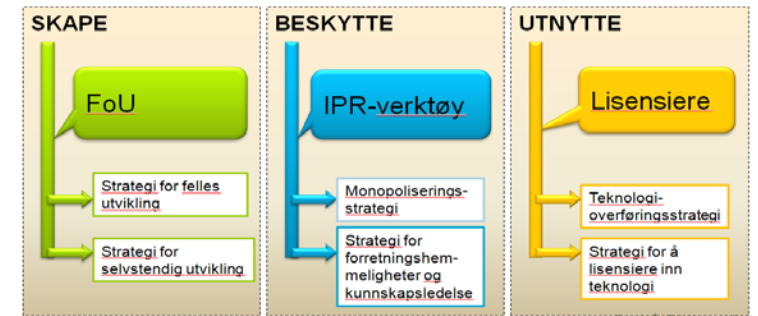 SKAPE
FoU
Strategi for felles
utvikling
Strategi for
selvstendig utvikling
BESKYTTE
IPR-verktøy
Monopoliserings-
strategi
Strategi for
forretningshem-
meligheter og
kunnskapsledelse
UTNYTTE
Lisensiere
Teknologi-
overføringsstrategi
Strategi for å
lisensiere inn
teknologi